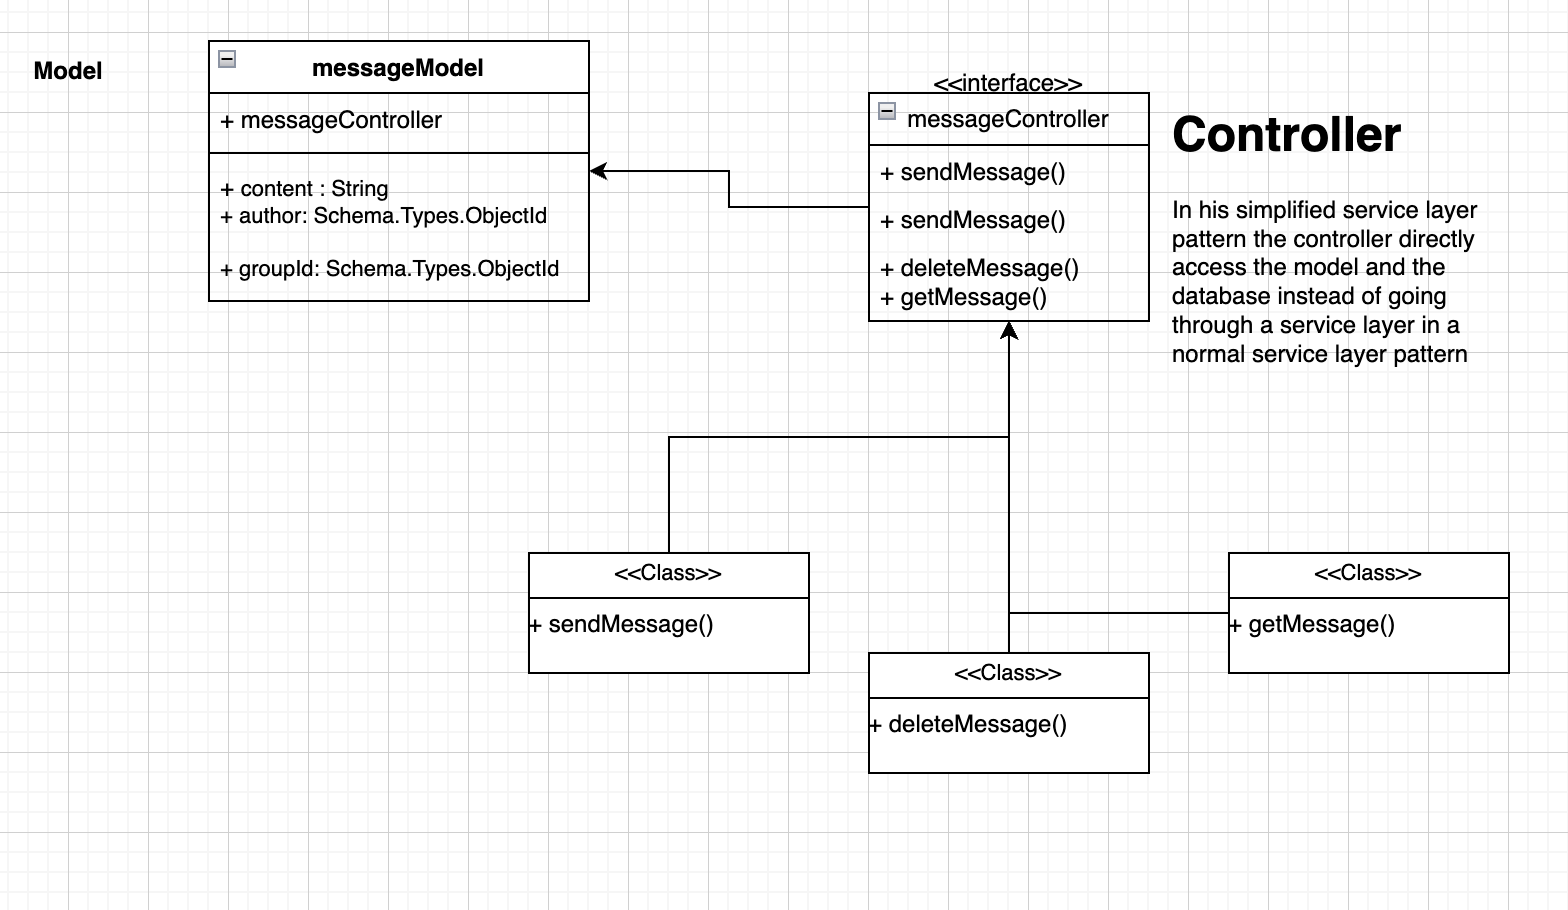 Model
messageModel
+ messageController
+ content : String
+ author: Schema.Types.ObjectId
+ groupId: Schema.Types.ObjectId
<<interface>>
messageController
+ sendMessage()
+ sendMessage()
+ deleteMessage()
+ getMessage()
Controller
In his simplified service layer
pattern the controller directly
access the model and the
database instead of going
through a service layer in a
normal service layer pattern
<<Class>>
+ sendMessage()
<<Class>>
+ deleteMessage()
<<Class>>
+ getMessage()